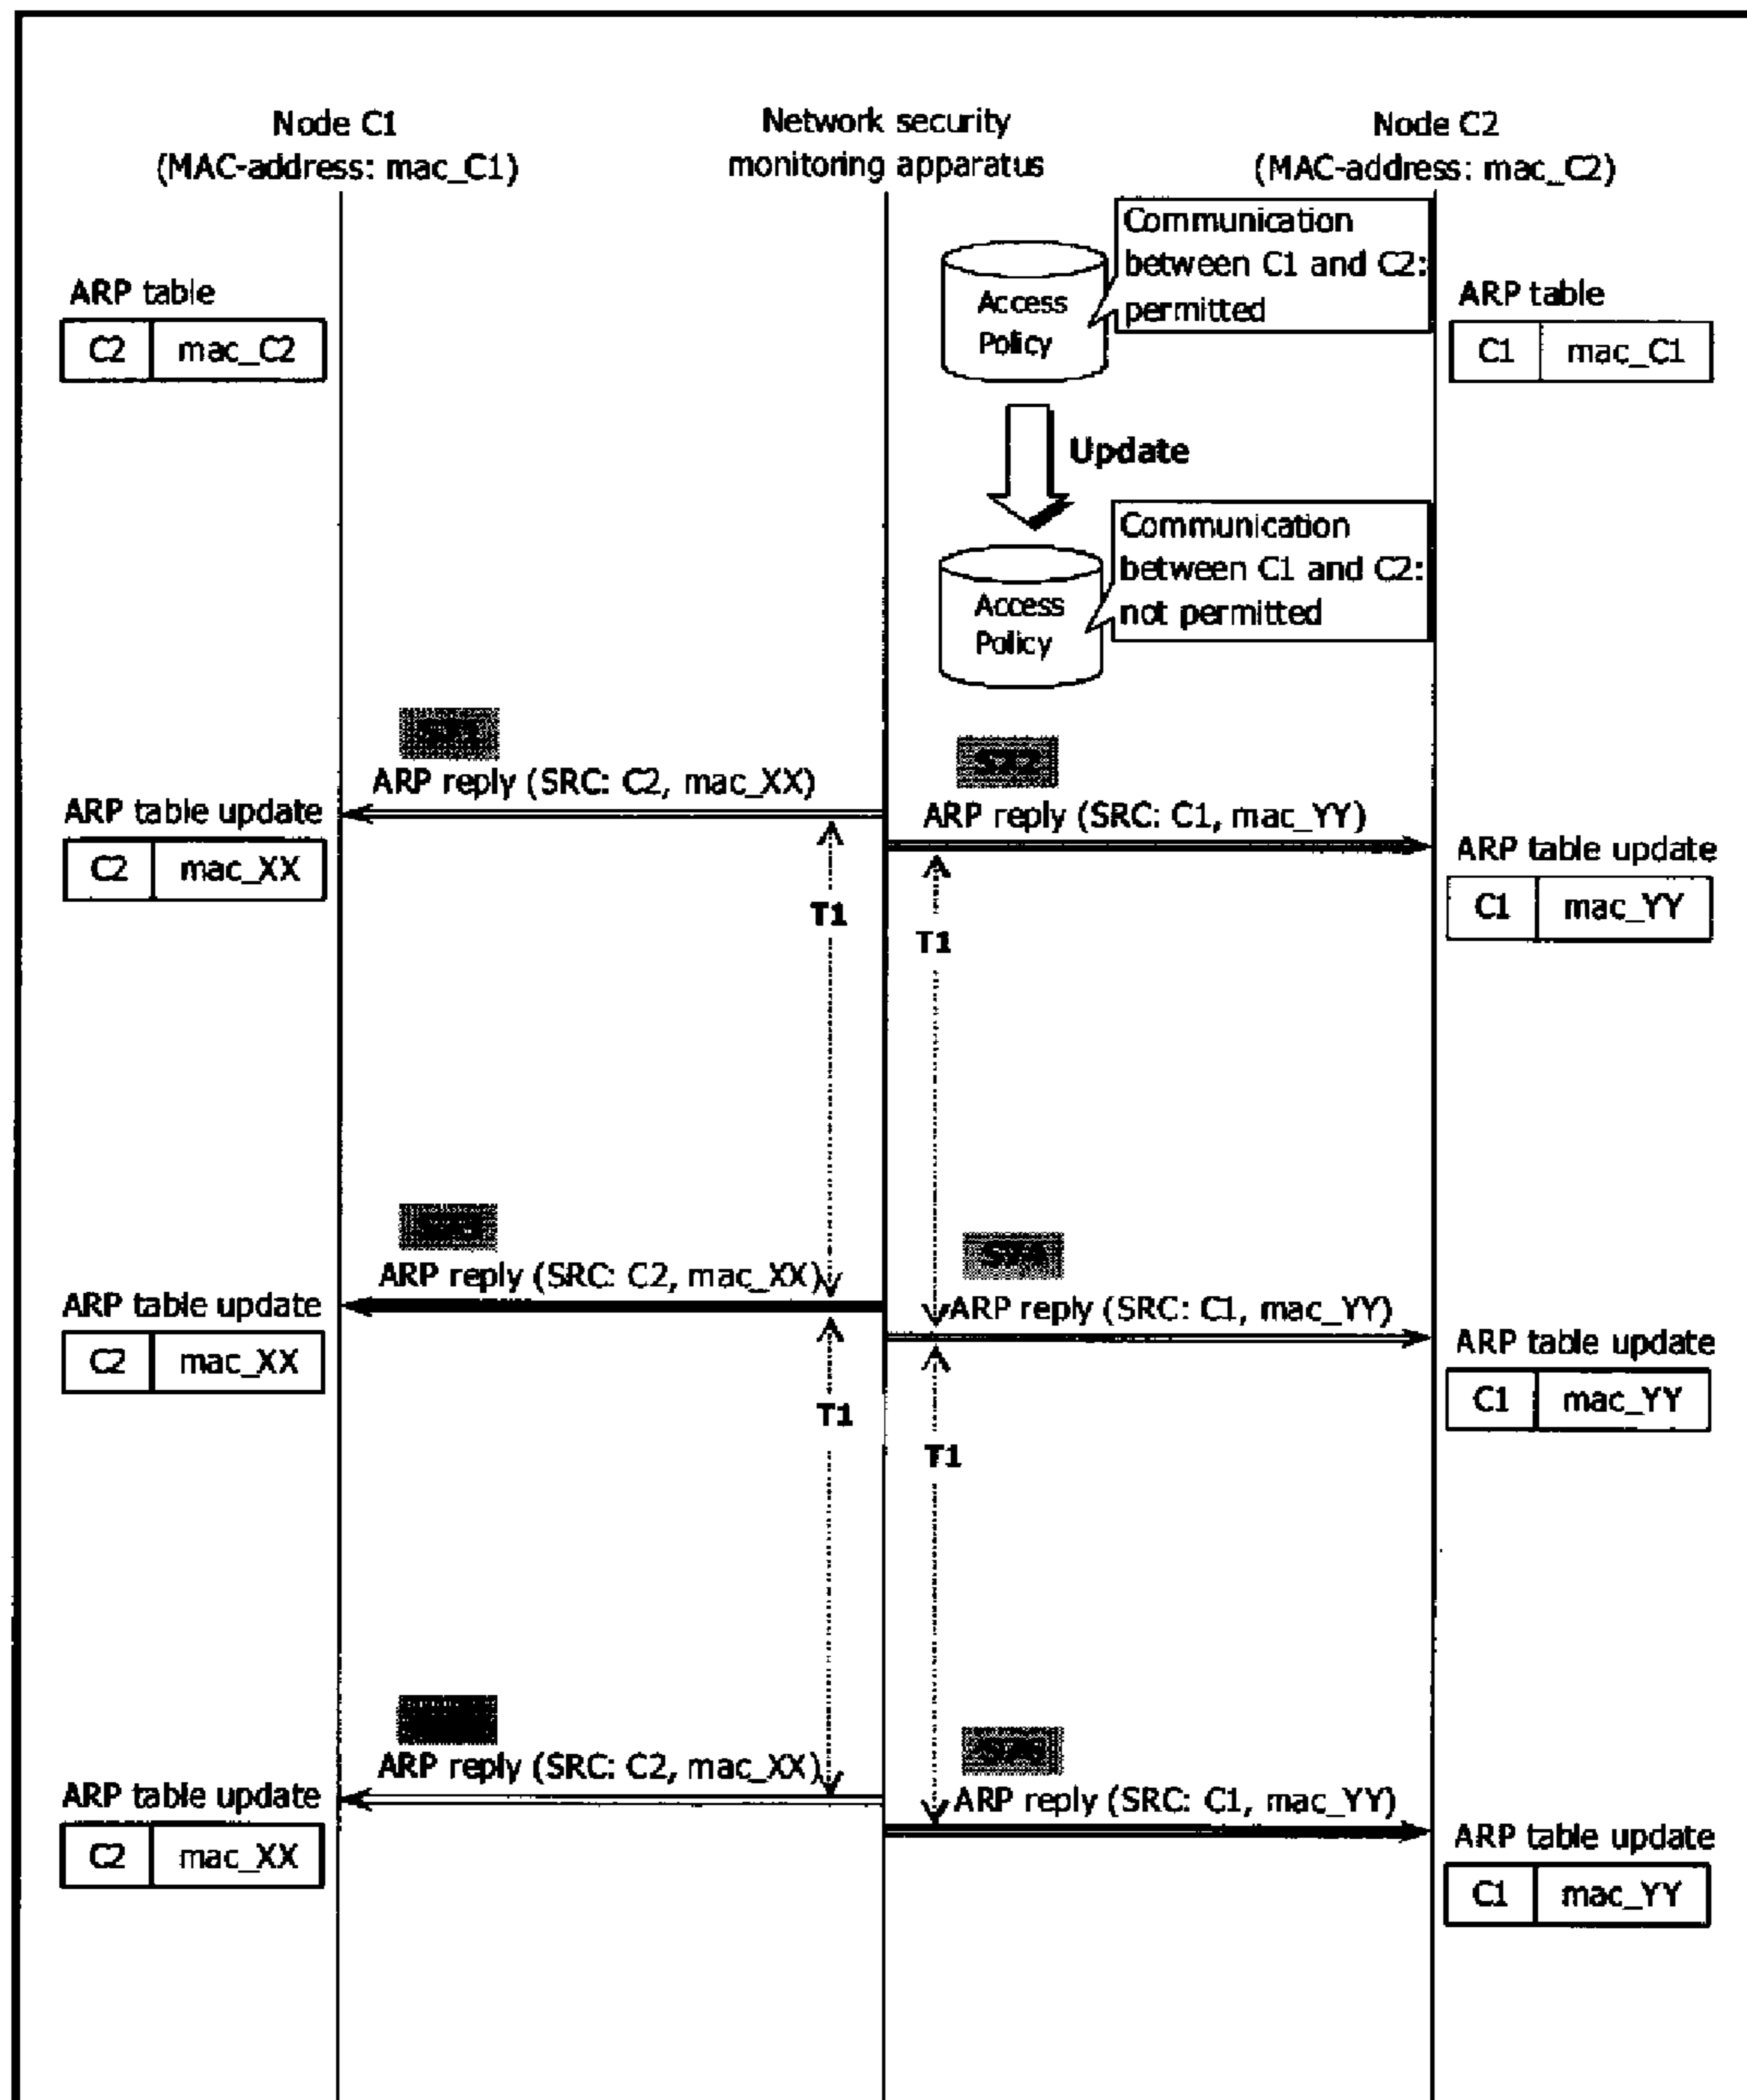 Node C1
(MAC-address: mac_C1)
Network security
monitoring apparatus
Node C2
(MAC-address: mac_C2)
ARP table
C2 mac_C2
Access
Policy
Communication
between C1 and C2:
permitted
ARP table
C1 mac_C1
Update
Access
Policy
Communication
between C1 and C2:
not permitted
ARP reply (SRC: C2, mac_XX)
ARP table update
C2 mac_XX
ARP reply (SRC: C1, mac_YY)
ARP table update
C1 mac_YY
T1
T1
ARP reply (SRC: C2, mac_XX)
ARP table update
C2 mac_XX
ARP reply (SRC: C1, mac_YY)
ARP table update
C1 mac_YY
T1
T1
ARP reply (SRC: C2, mac_XX)
ARP table update
C2 mac_XX
ARP reply (SRC: C1, mac_YY)
ARP table update
C1 mac_YY